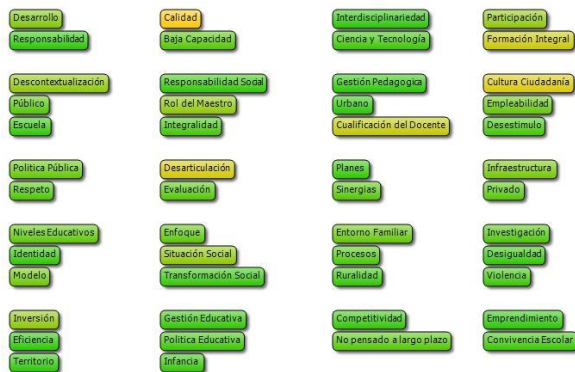 Desarrollo
Responsabilidad
Calidad
Baja Capacidad
Interdisciplinariedad
Ciencia y Tecnología
Participación
Formación Integral
Descontextualización
Público
Escuela
Responsabilidad Social
Rol del Maestro
Integralidad
Gestión Pedagogica
Urbano
Cualificación del Docente
Cultura Ciudadanía
Empleabilidad
Desestimulo
Politica Pública
Respeto
Desarticulación
Evaluación
Planes
Sinergias
Infraestructura
Privado
Niveles Educativos
Identidad
Modelo
Enfoque
Situación Social
Transformación Social
Entorno Familiar
Procesos
Ruralidad
Investigación
Desigualdad
Violencia
Inversión
Eficiencia
Territorio
Gestión Educativa
Politica Educativa
Infancia
Competitividad
No pensado a largo plazo
Emprendimiento
Convivencia Escolar